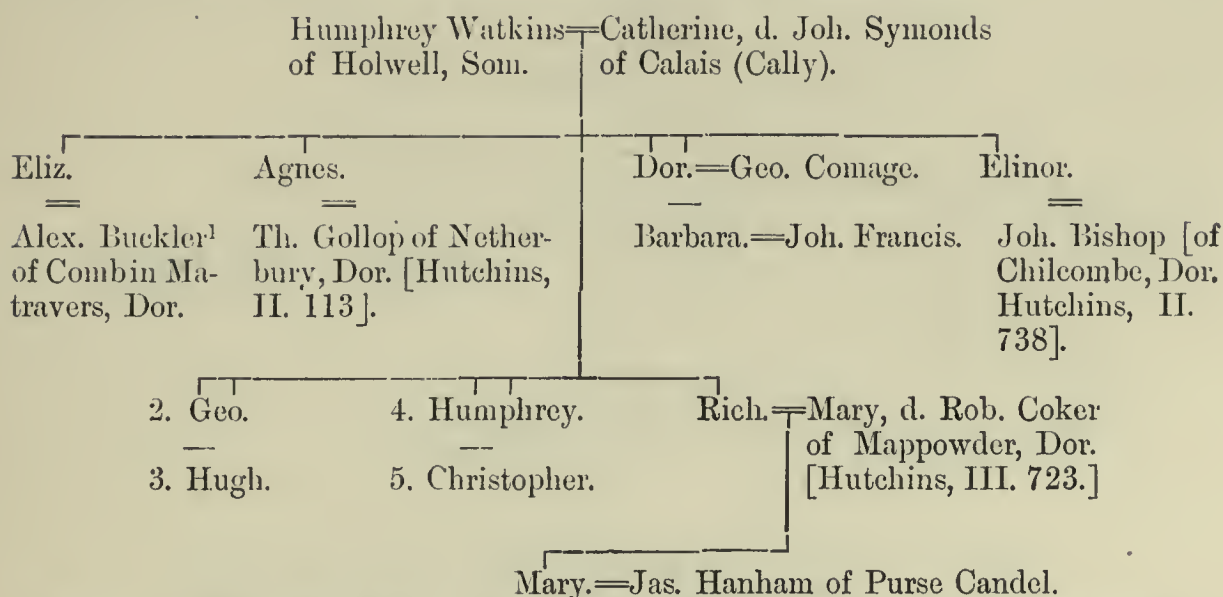 Humphrey Watkins=Catherine, d. Joh. Symonds
of Holwell, Som. of Calais (Cally).
Eliz. Agnes. Dor.=Geo. Comage. Elinor.
= = — =
Alex. Buckler¹ Th. Gollop of Nether- Barbara.=Joh. Francis. Joh. Bishop [of
of Combin Ma- bury, Dor. [Hutchins, Chilcombe, Dor.
travers, Dor. II. 113]. Hutchins, II.
738].
2. Geo. 4. Humphrey. Rich.=Mary, d. Rob. Coker
— — of Mappowder, Dor.
3. Hugh. 5. Christopher. [Hutchins, III. 723.]
Mary.=Jas. Hanham of Purse Candel.